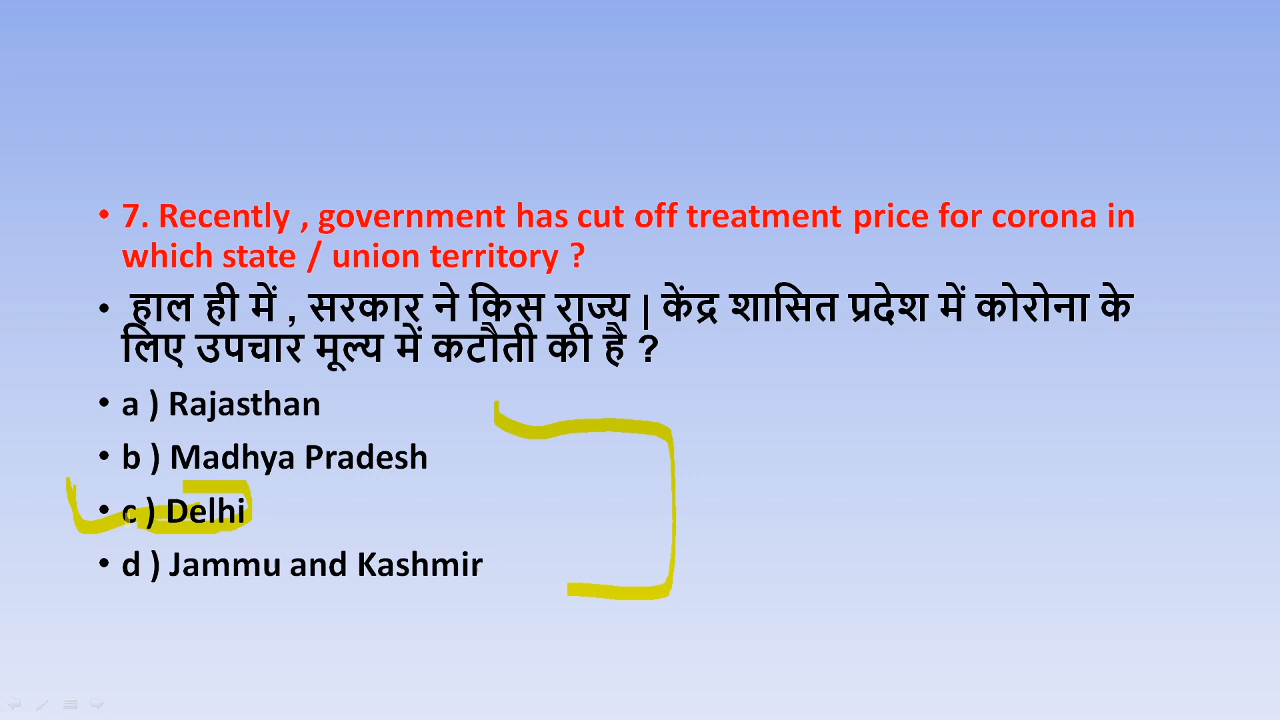 • 7. Recently , government has cut off treatment price for corona in
which state / union territory ?
• हाल ही में , सरकार ने किस राज्य | केंद्र शासित प्रदेश में कोरोना के
लिए उपचार मूल्य में कटौती की है ?
• a ) Rajasthan
• b ) Madhya Pradesh
• c ) Delhi
• d ) Jammu and Kashmir